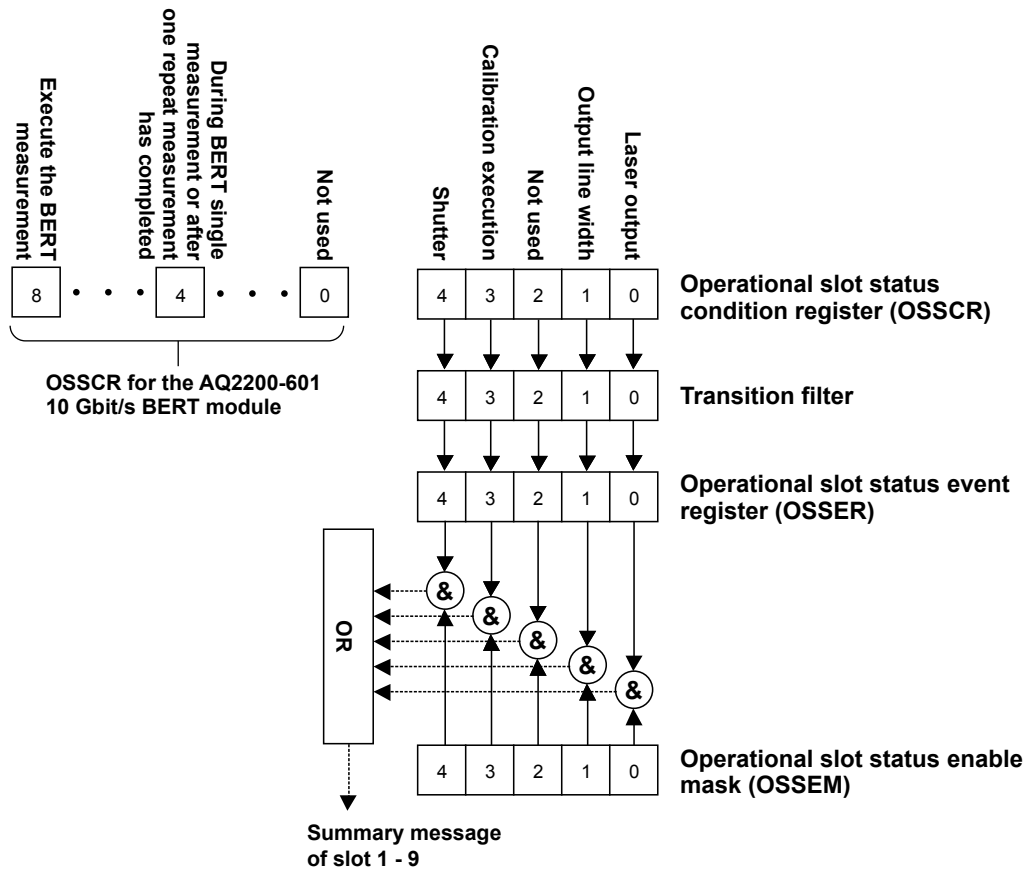 Execute the BERT
measurement
During BERT single
measurement or after
one repeat measurement
has completed
Not used
8 • • • 4 • • • 0
OSSCR for the AQ2200-601
10 Gbit/s BERT module
Shutter
Calibration execution
Not used
Output line width
Laser output
4 3 2 1 0
Operational slot status
condition register (OSSCR)
4 3 2 1 0
Transition filter
4 3 2 1 0
Operational slot status event
register (OSSER)
&
&
&
&
&
OR
4 3 2 1 0
Operational slot status enable
mask (OSSEM)
Summary message
of slot 1 - 9